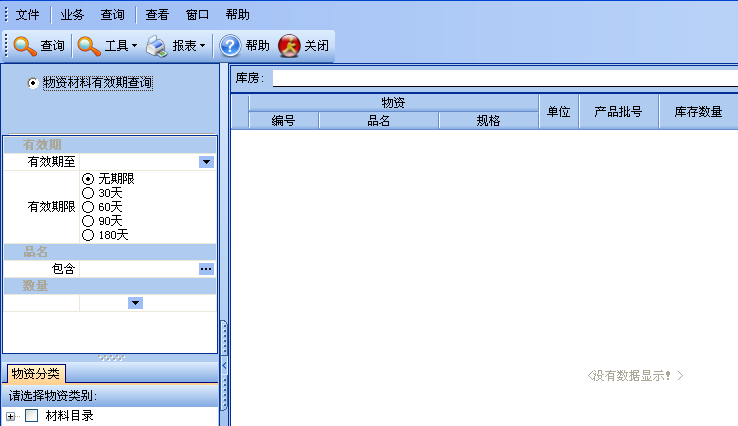 文件 业务 查询 查看 窗口 帮助
查询 工具 报表 帮助 关闭
物资材料有效期查询
有效期
有效期至
有效期限
无期限
30天
60天
90天
180天
品名
包含
数量
物资分类
请选择物资类别:
材料目录
库房:
物资 单位 产品批号 库存数量
编号 品名 规格
<没有数据显示! >